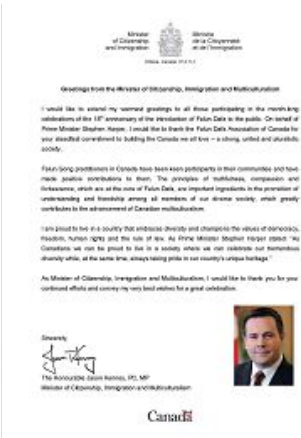 Minister
of Citizenship
and Immigration
Ministre
de la Citoyenneté
et de l'Immigration
Ottawa, Canada K1A 1L1
Greetings from the Minister of Citizenship, Immigration and Multiculturalism
I would like to extend my warmest greetings to all those participating in the month-long
celebrations of the anniversary of the introduction of Falun Dafa to the public. On behalf of
Prime Minister Stephen Harper, I would like to thank the Falun Dafa Association of Canada for
your steadfast commitment to building the Canada we all love – a strong, united and pluralistic
society.
Falun Gong practitioners in Canada have been keen participants in their communities and have
made positive contributions to them. The principles of truthfulness, compassion and
forbearance, which are at the core of Falun Dafa, are important ingredients in the promotion of
understanding and friendship among all members of our diverse society, which greatly
contributes to the advancement of Canadian multiculturalism.
I am proud to live in a country that embraces diversity and champions the values of democracy,
freedom, human rights and the rule of law. As Prime Minister Stephen Harper stated: "As
Canadians we can be proud to live in a society where we can celebrate our tremendous
diversity while, at the same time, always taking pride in our country's unique heritage."
As Minister of Citizenship, Immigration and Multiculturalism, I would like to thank you for your
continued efforts and convey my very best wishes for a great celebration.
Sincerely,
The Honourable Jason Kenney, PC, MP
Minister of Citizenship, Immigration and Multiculturalism
Canada